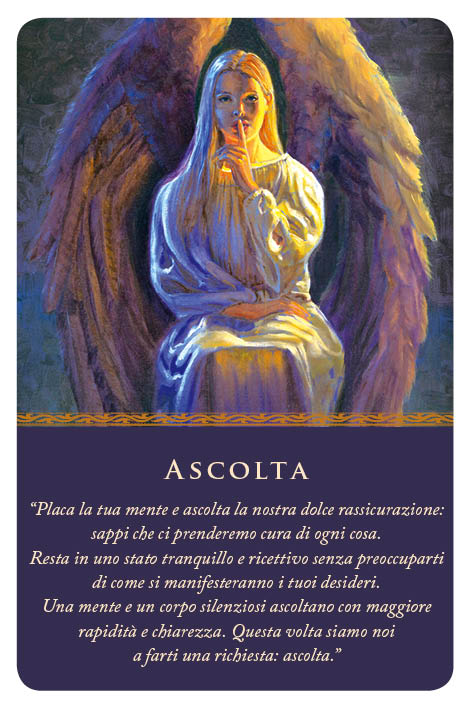 Ascolta
“Placa la tua mente e ascolta la nostra dolce rassicurazione:
sappi che ci prenderemo cura di ogni cosa.
Resta in uno stato tranquillo e ricettivo senza preoccuparti
di come si manifesteranno i tuoi desideri.
Una mente e un corpo silenziosi ascoltano con maggiore
rapidità e chiarezza. Questa volta siamo noi
a farti una richiesta: ascolta.”